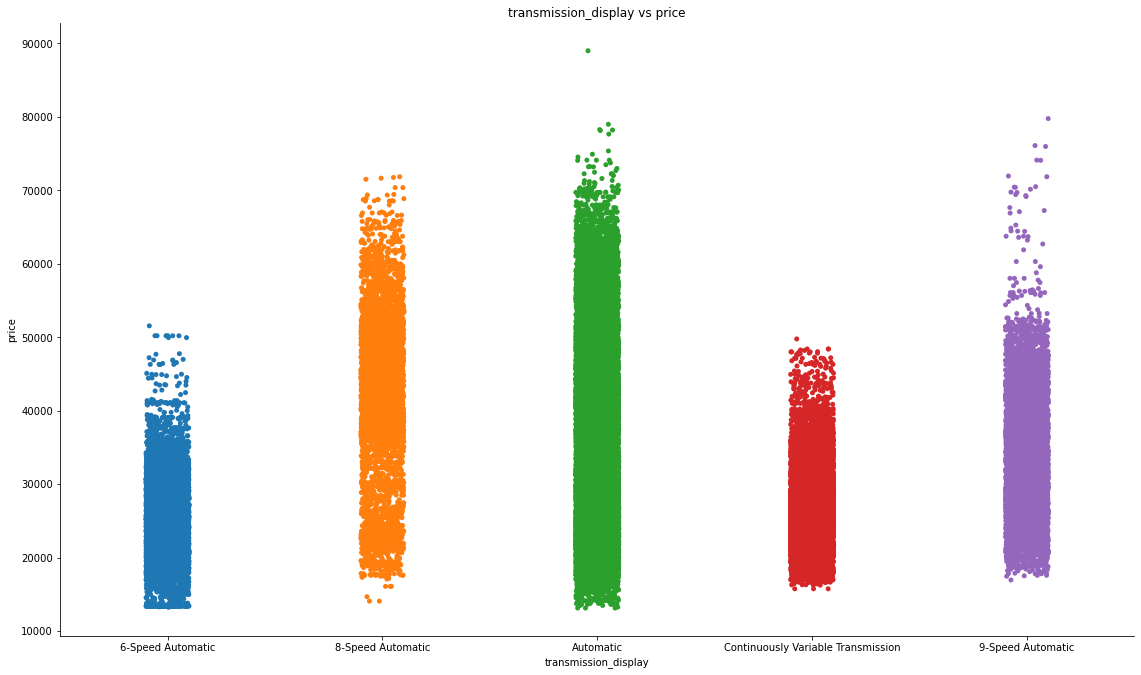 transmission_display vs price
90000
80000
70000
60000
50000
40000
30000
20000
10000
price
6-Speed Automatic
8-Speed Automatic
Automatic
Continuously Variable Transmission
9-Speed Automatic
transmission_display